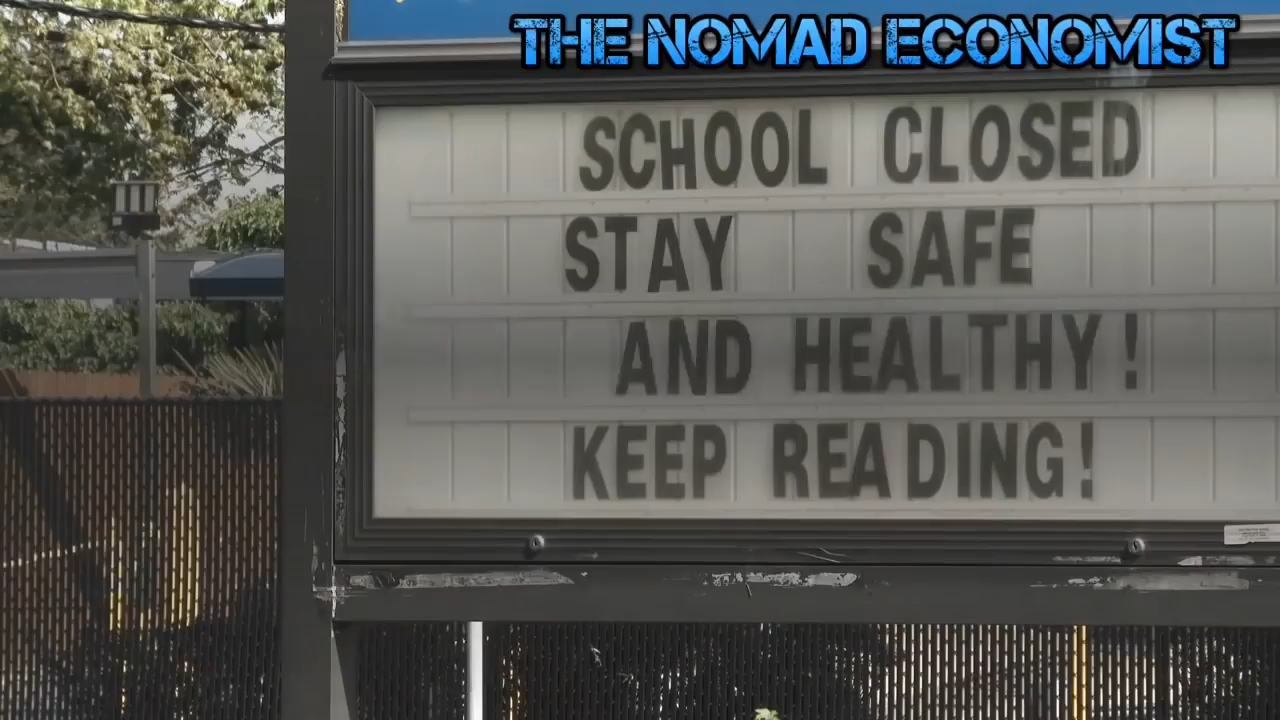 THE NOMAD ECONOMIST
SCHOOL CLOSED
STAY SAFE
AND HEALTHY!
KEEP READING!